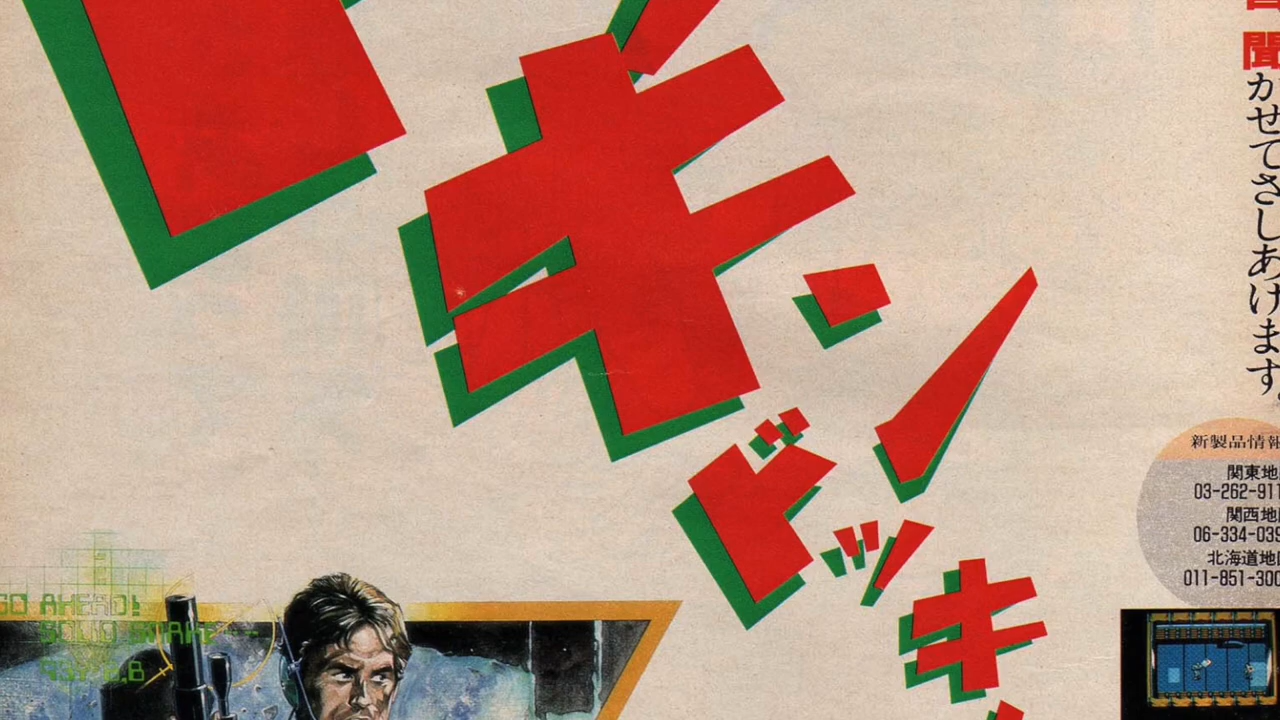 ドキン
ドッキ
聞かせてさしあげます。
新製品情報
関東地
03-262-911
関西地
06-334-039
北海道地
011-851-300
GO AHEAD!
SOLID SNAKE